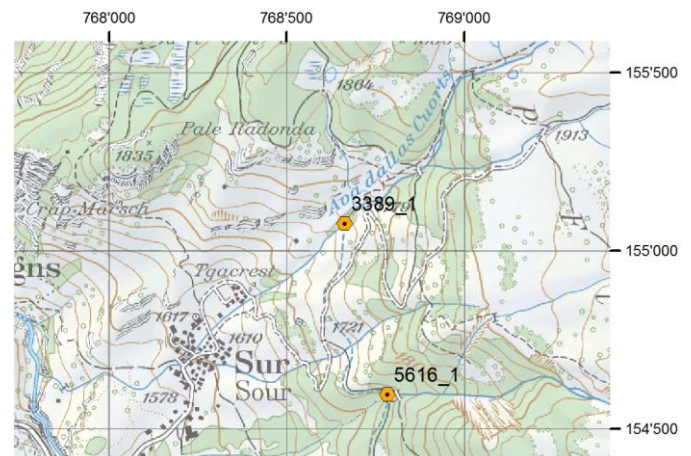 768'000
768'500
769'000
155'500
1864
Ava dallas Cuorts
Pale Radonda
P
1913
1835
Crap Marsch
3389_1
F
155'000
gns
Tgacrest
1617
1721
1610
Sur
Sour
5616_1
1578
154'500